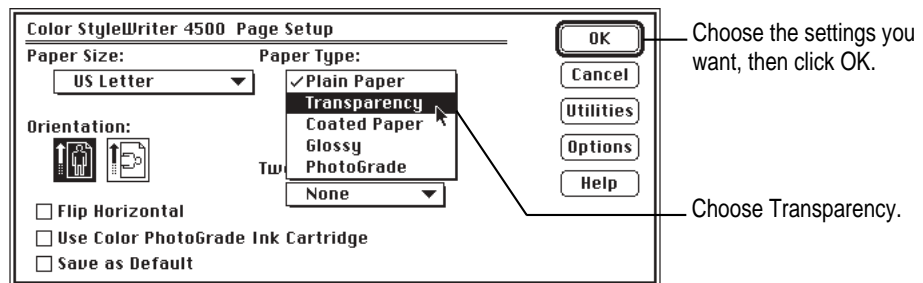 Color StyleWriter 4500 Page Setup
Paper Size:
US Letter
Paper Type:
✓Plain Paper
Transparency
Coated Paper
Glossy
PhotoGrade
Orientation:
None
Flip Horizontal
Use Color PhotoGrade Ink Cartridge
Save as Default
OK
Cancel
Utilities
Options
Help
Choose the settings you
want, then click OK.
Choose Transparency.